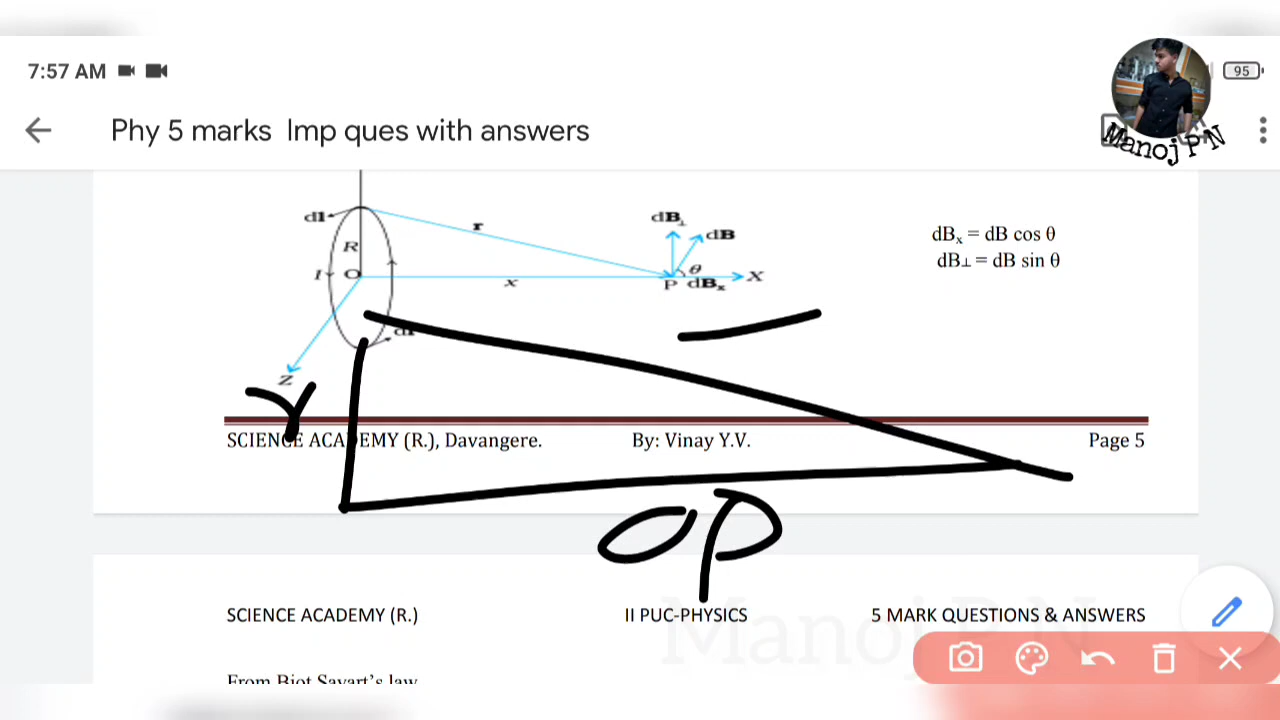 7:57 AM
95
Phy 5 marks Imp ques with answers
Manoj P N
dl
r
dB⊥
dB
dBₓ = dB cos θ
R
dB⊥ = dB sin θ
I O
θ
x
P dBₓ
X
dl
Z
Y
SCIENCE ACADEMY (R.), Davangere.
By: Vinay Y.V.
Page 5
OP
SCIENCE ACADEMY (R.)
II PUC-PHYSICS
5 MARK QUESTIONS & ANSWERS
Manoj P N
From Biot Savart's law